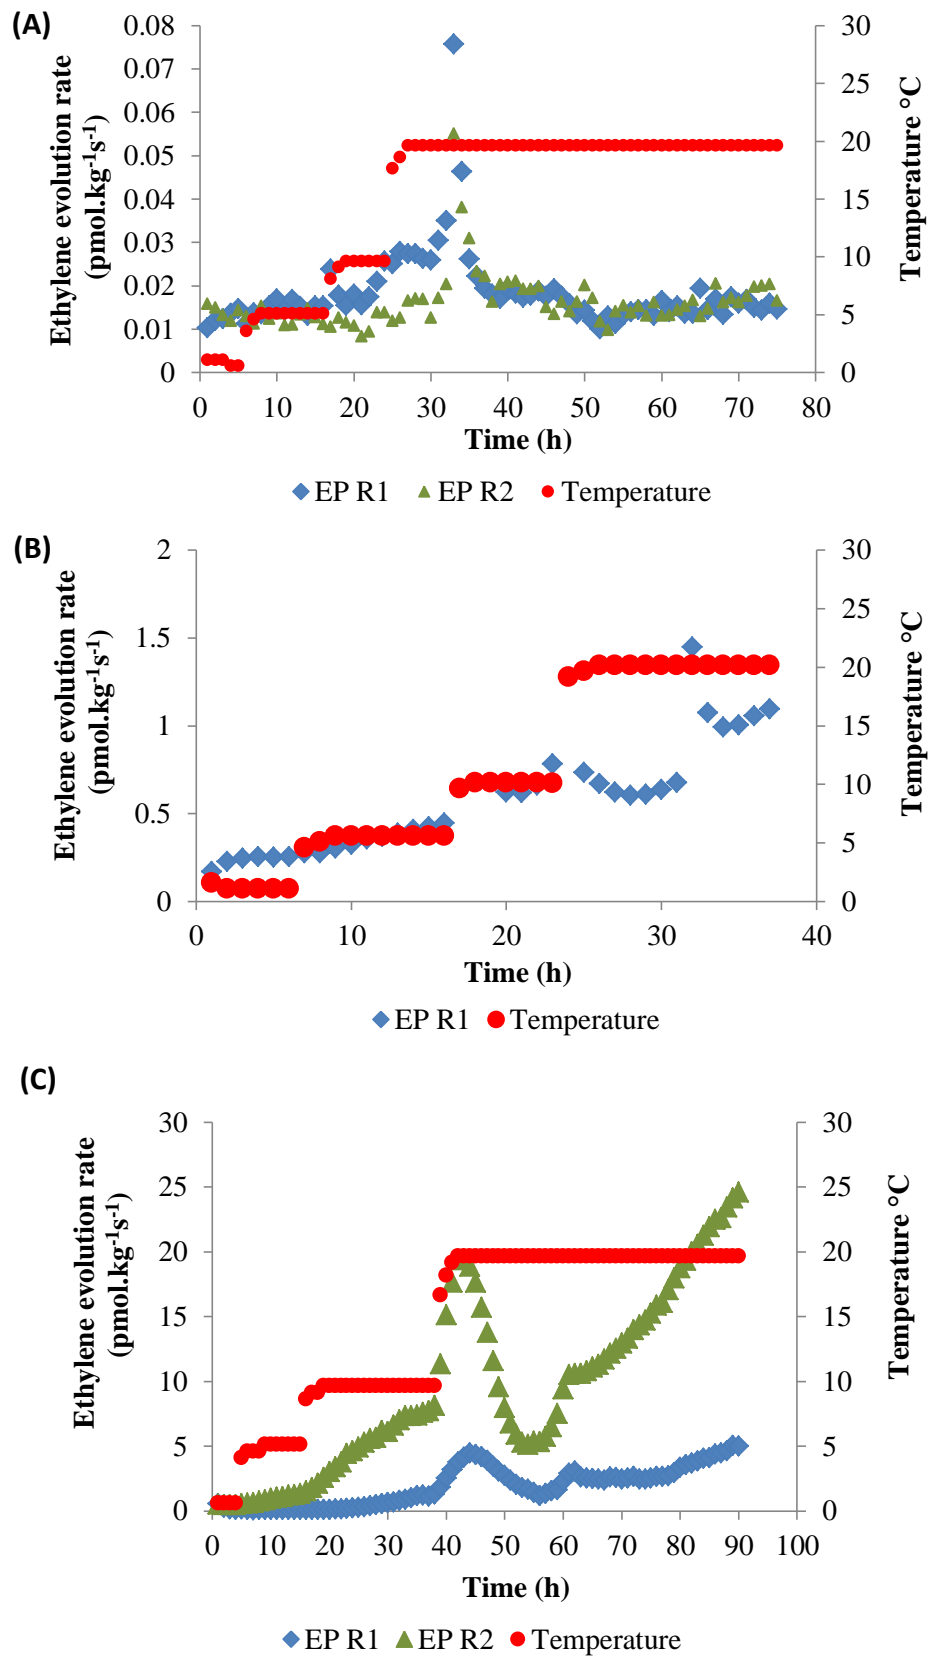 (A)
Ethylene evolution rate
(pmol.kg⁻¹s⁻¹)
0.08
0.07
0.06
0.05
0.04
0.03
0.02
0.01
0
30
25
20
15
10
5
0
Temperature °C
0 10 20 30 40 50 60 70 80
Time (h)
EP R1 EP R2 Temperature
(B)
Ethylene evolution rate
(pmol.kg⁻¹s⁻¹)
2
1.5
1
0.5
0
30
25
20
15
10
5
0
Temperature °C
0 10 20 30 40
Time (h)
EP R1 Temperature
(C)
Ethylene evolution rate
(pmol.kg⁻¹s⁻¹)
30
25
20
15
10
5
0
30
25
20
15
10
5
0
Temperature °C
0 10 20 30 40 50 60 70 80 90 100
Time (h)
EP R1 EP R2 Temperature